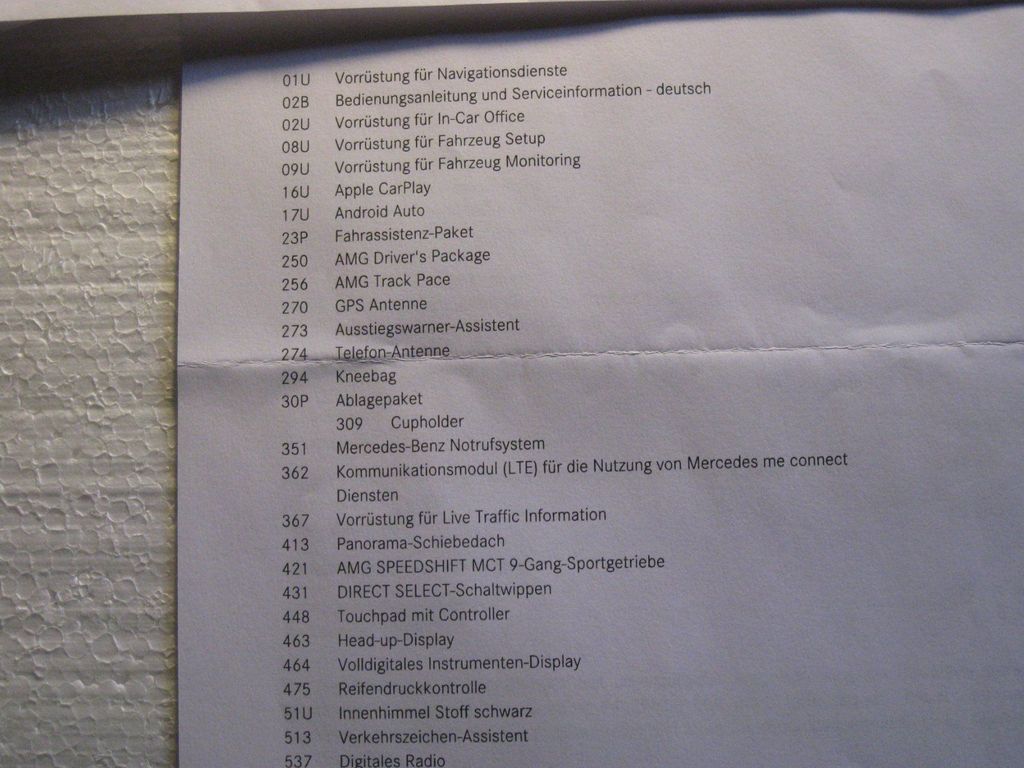 01U Vorrüstung für Navigationsdienste
02B Bedienungsanleitung und Serviceinformation - deutsch
02U Vorrüstung für In-Car Office
08U Vorrüstung für Fahrzeug Setup
09U Vorrüstung für Fahrzeug Monitoring
16U Apple CarPlay
17U Android Auto
23P Fahrassistenz-Paket
250 AMG Driver's Package
256 AMG Track Pace
270 GPS Antenne
273 Ausstiegswarner-Assistent
274 Telefon-Antenne
294 Kneebag
30P Ablagepaket
309 Cupholder
351 Mercedes-Benz Notrufsystem
362 Kommunikationsmodul (LTE) für die Nutzung von Mercedes me connect
Diensten
367 Vorrüstung für Live Traffic Information
413 Panorama-Schiebedach
421 AMG SPEEDSHIFT MCT 9-Gang-Sportgetriebe
431 DIRECT SELECT-Schaltwippen
448 Touchpad mit Controller
463 Head-up-Display
464 Volldigitales Instrumenten-Display
475 Reifendruckkontrolle
51U Innenhimmel Stoff schwarz
513 Verkehrszeichen-Assistent
537 Digitales Radio